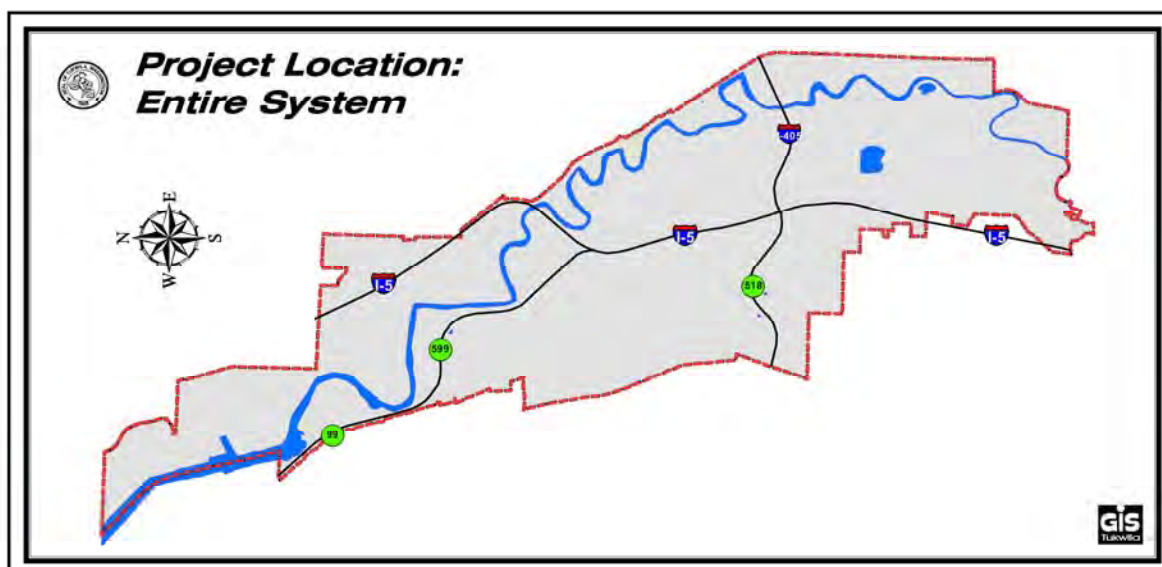 Project Location:
Entire System
E
N
S
W
I-405
I-5
I-5
I-5
518
599
99
GIS
Tukwila